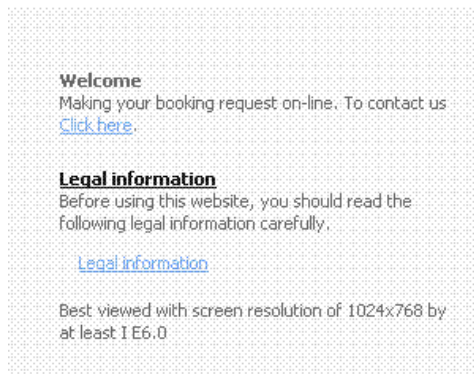 Welcome
Making your booking request on-line. To contact us
Click here.
Legal information
Before using this website, you should read the
following legal information carefully.
Legal information
Best viewed with screen resolution of 1024x768 by
at least I E6.0